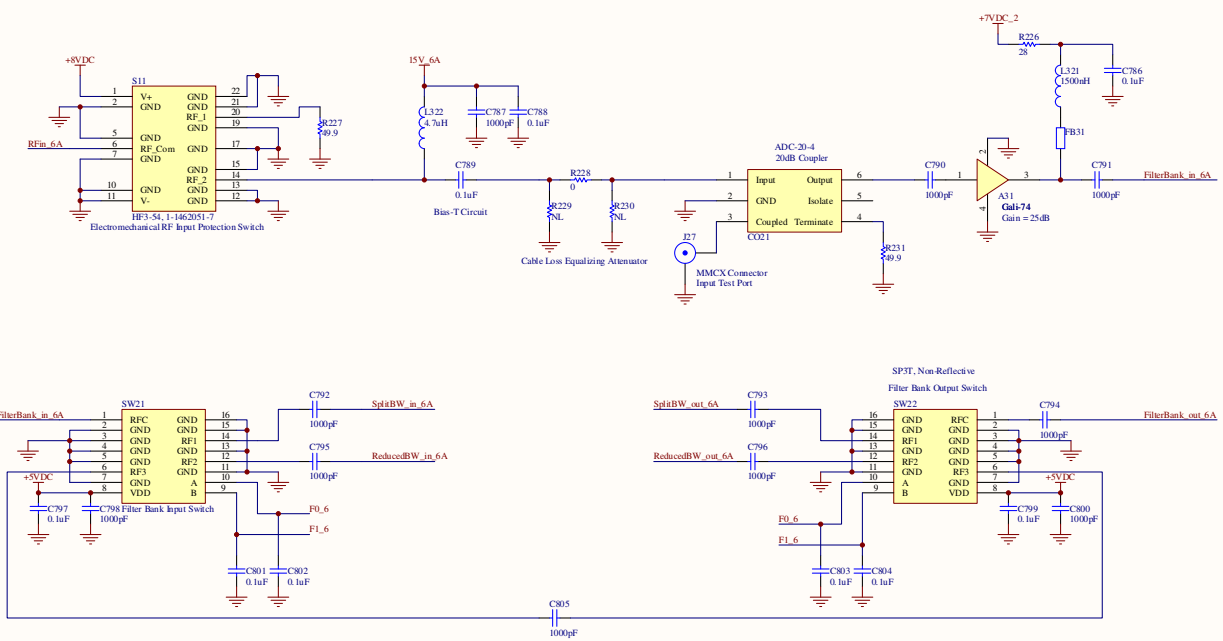 +7VDC_2
R226
28
+8VDC
15V_6A
L321
1500nH
C786
0.1uF
S11
1 V+ GND 22
2 GND GND 21
RF_1 20
GND 19
R227
49.9
L322
4.7uH
C787
1000pF
C788
0.1uF
FB31
5 GND
RFin_6A 6 RF_Com GND 17
7 GND
GND 15
RF_2 14
10 GND GND 13
11 V- GND 12
HF3-54, 1-1462051-7
Electromechanical RF Input Protection Switch
C789
0.1uF
Bias-T Circuit
R228
0
R229
NL
R230
NL
Cable Loss Equalizing Attenuator
ADC-20-4
20dB Coupler
1 Input Output 6
2 GND Isolate 5
3 Coupled Terminate 4
CO21
J27
MMCX Connector
Input Test Port
R231
49.9
C790
1000pF
1
2
3
4
A31
Gali-74
Gain = 25dB
C791
1000pF
FilterBank_in_6A
SP3T, Non-Reflective
Filter Bank Output Switch
FilterBank_in_6A
SW21
1 RFC GND 16
2 GND GND 15
3 GND RF1 14
4 GND GND 13
5 GND RF2 12
6 RF3 GND 11
7 GND A 10
8 VDD B 9
Filter Bank Input Switch
+5VDC
C797
0.1uF
C798
1000pF
C792
1000pF
SplitBW_in_6A
C795
1000pF
ReducedBW_in_6A
F0_6
F1_6
C801
0.1uF
C802
0.1uF
SplitBW_out_6A
C793
1000pF
ReducedBW_out_6A
C796
1000pF
SW22
16 GND RFC 1
15 GND GND 2
14 RF1 GND 3
13 GND GND 4
12 RF2 GND 5
11 GND RF3 6
10 A GND 7
9 B VDD 8
C794
1000pF
FilterBank_out_6A
+5VDC
C799
0.1uF
C800
1000pF
F0_6
F1_6
C803
0.1uF
C804
0.1uF
C805
1000pF